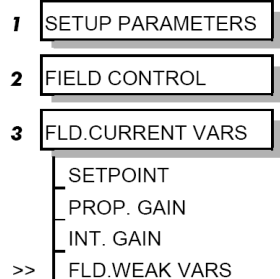 1 SETUP PARAMETERS
2 FIELD CONTROL
3 FLD.CURRENT VARS
SETPOINT
PROP. GAIN
INT. GAIN
>> FLD.WEAK VARS